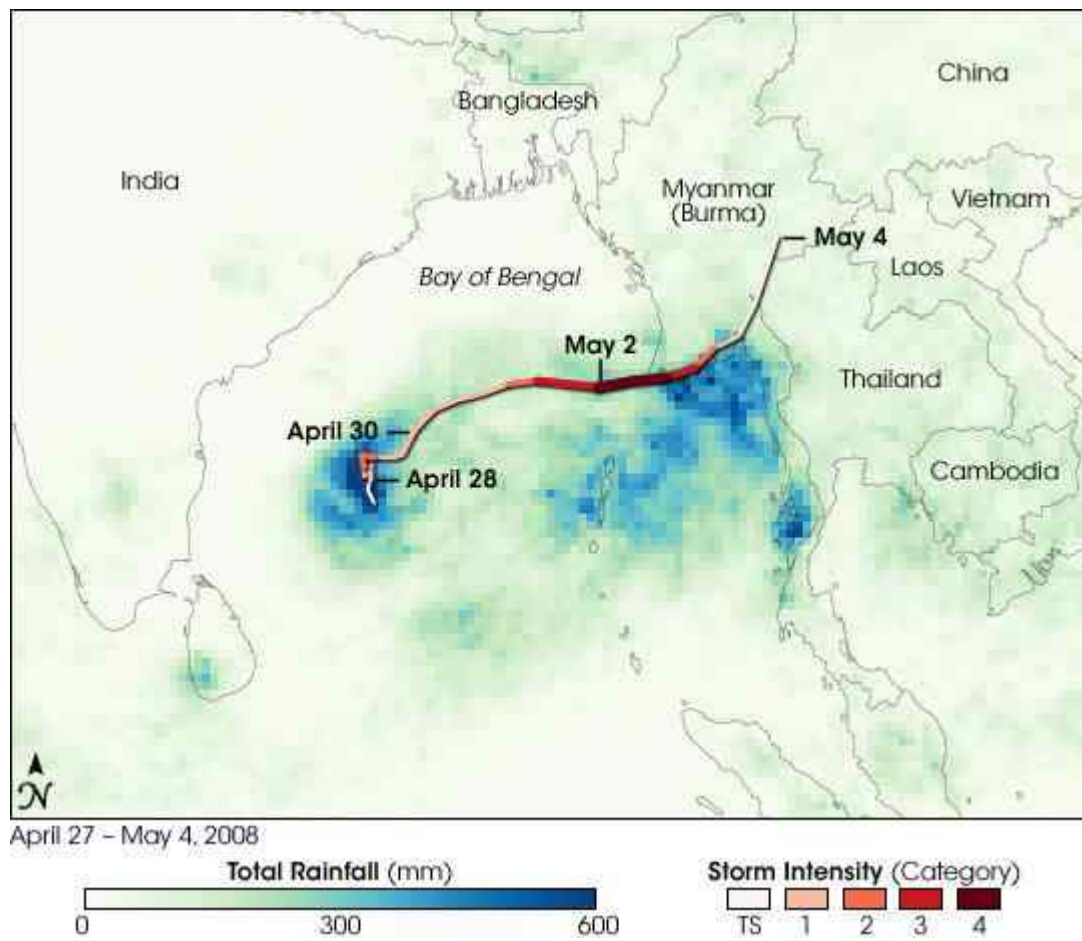 China
Bangladesh
India
Myanmar
(Burma)
Vietnam
May 4
Laos
Bay of Bengal
May 2
Thailand
April 30
April 28
Cambodia
N
April 27 – May 4, 2008
Total Rainfall (mm)
0 300 600
Storm Intensity (Category)
TS 1 2 3 4